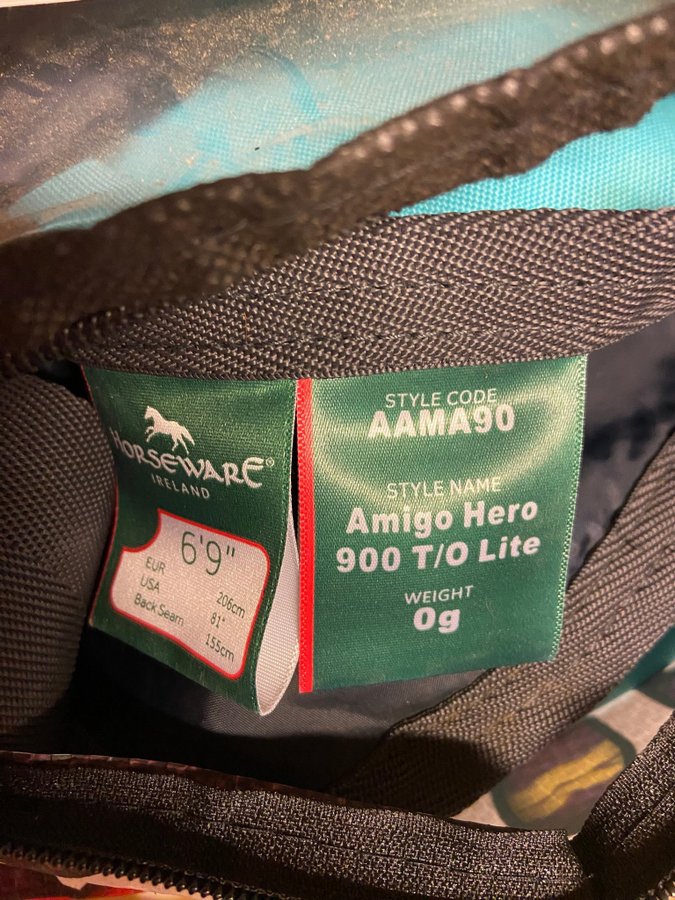 HORSEWARE®
IRELAND
6'9"
EUR 206cm
USA 81"
Back Seam 155cm
STYLE CODE
AAMA90
STYLE NAME
Amigo Hero
900 T/O Lite
WEIGHT
0g